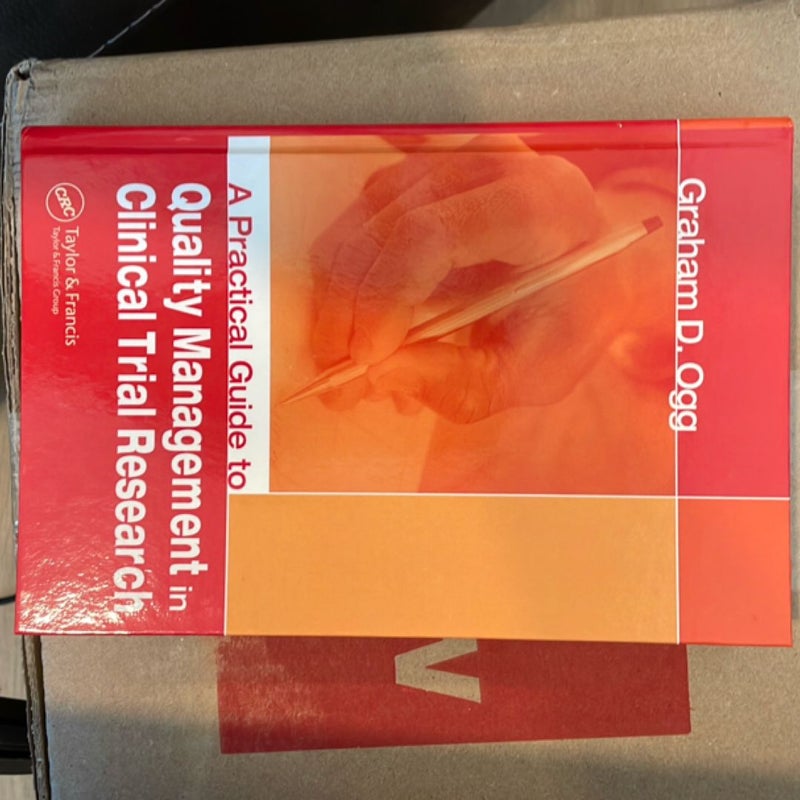 Graham D. Ogg
A Practical Guide to
Quality Management in
Clinical Trial Research
CRC
Taylor & Francis
Taylor & Francis Group
V